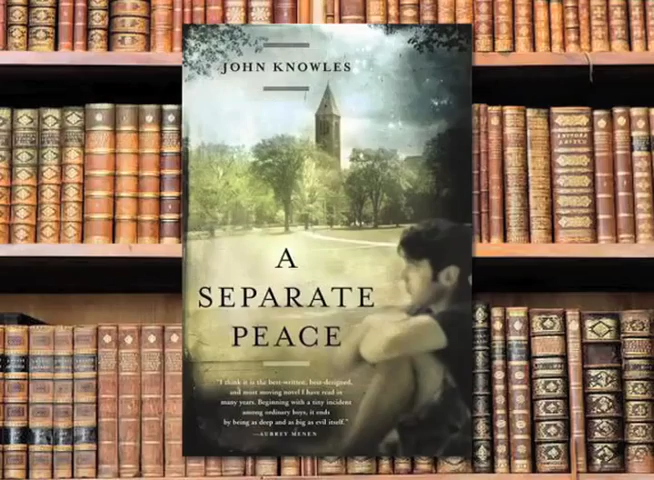 JOHN KNOWLES
A
SEPARATE
PEACE
"I think it is the best-written, best-designed,
and most moving novel I have read in
many years. Beginning with a tiny incident
among ordinary boys, it ends
by being as deep and as big as evil itself."
—AUBREY MENEN